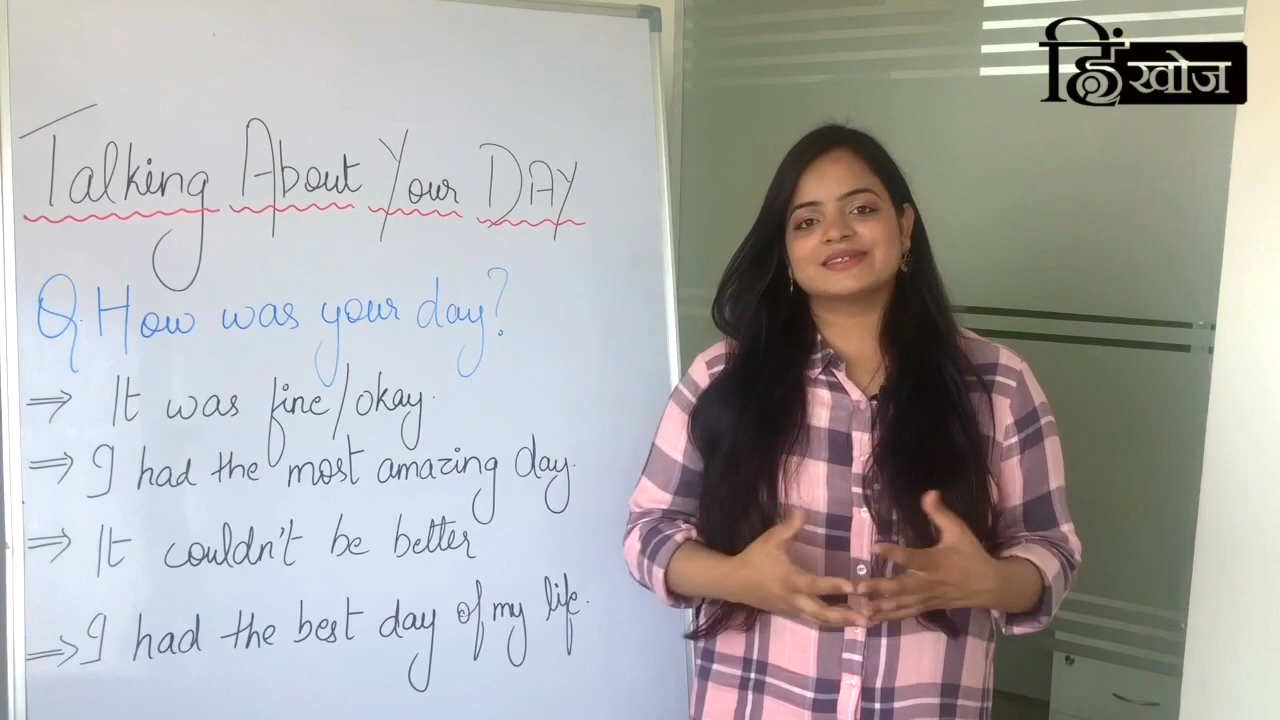 Talking About Your DAY
Q. How was your day?
⇒ It was fine/okay.
⇒ I had the most amazing day.
⇒ It couldn't be better
⇒ I had the best day of my life.
हिंखोज